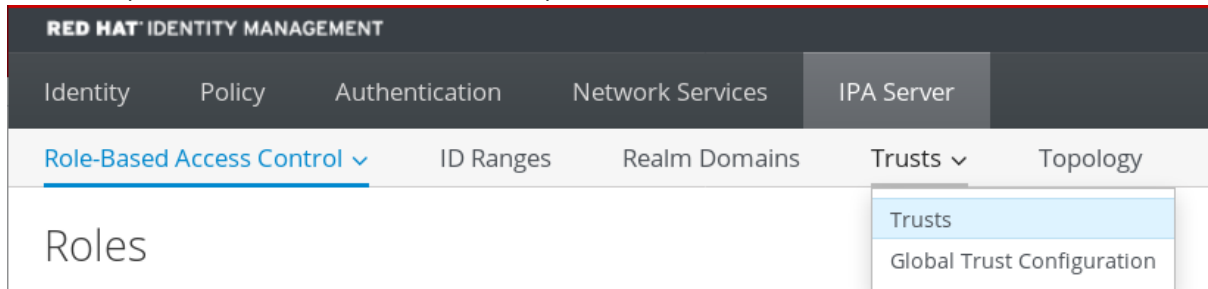 RED HAT IDENTITY MANAGEMENT
Identity Policy Authentication Network Services IPA Server
Role-Based Access Control ID Ranges Realm Domains Trusts Topology
Roles
Trusts
Global Trust Configuration